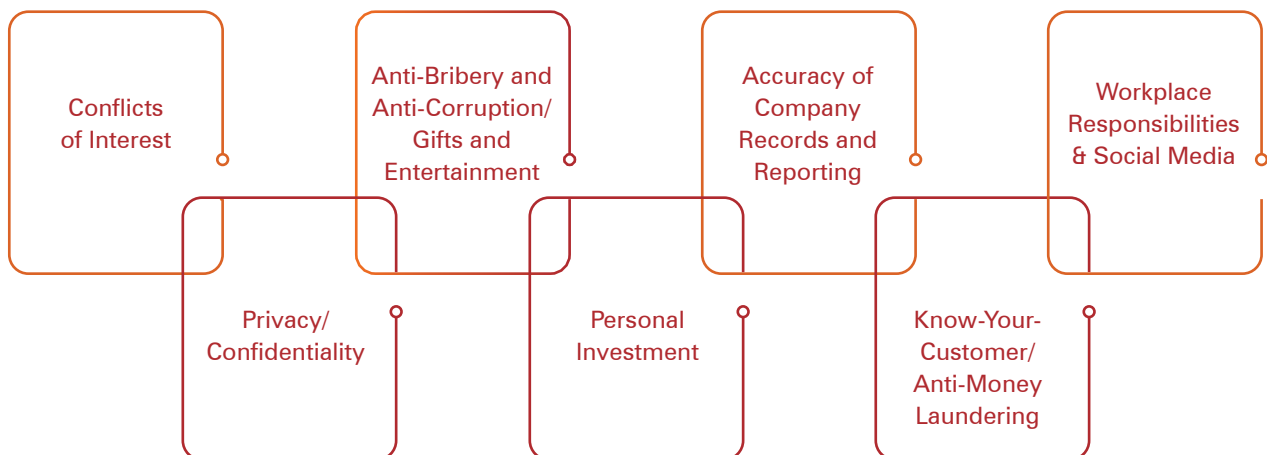 Conflicts
of Interest
Anti-Bribery and
Anti-Corruption/
Gifts and
Entertainment
Accuracy of
Company
Records and
Reporting
Workplace
Responsibilities
& Social Media
Privacy/
Confidentiality
Personal
Investment
Know-Your-
Customer/
Anti-Money
Laundering